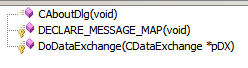 CAboutDlg(void)
DECLARE_MESSAGE_MAP(void)
DoDataExchange(CDataExchange *pDX)